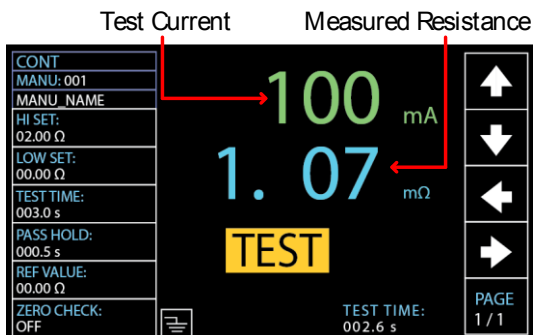 Test Current
Measured Resistance
CONT
MANU: 001
MANU_NAME
HI SET:
02.00 Ω
LOW SET:
00.00 Ω
TEST TIME:
003.0 s
PASS HOLD:
000.5 s
REF VALUE:
00.00 Ω
ZERO CHECK:
OFF
100 mA
1. 07 mΩ
TEST
TEST TIME:
002.6 s
PAGE
1 / 1